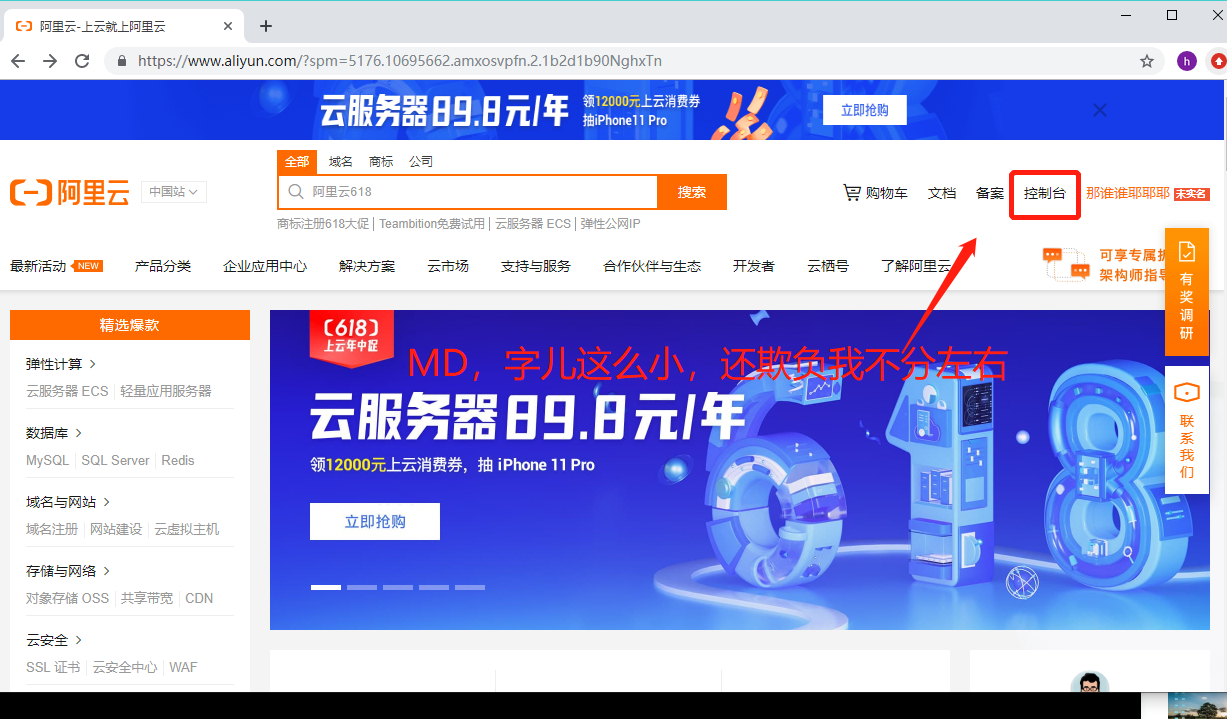 阿里云-上云就上阿里云
https://www.aliyun.com/?spm=5176.10695662.amxosvpfn.2.1b2d1b90NghxTn
h
云服务器89.8元/年
领12000元上云消费券
抽iPhone11 Pro
立即抢购
全部 域名 商标 公司
阿里云
中国站
阿里云618
搜索
购物车 文档 备案 控制台 那谁谁耶耶耶 未实名
商标注册618大促 | Teambition免费试用 | 云服务器 ECS | 弹性公网IP
最新活动 NEW 产品分类 企业应用中心 解决方案 云市场 支持与服务 合作伙伴与生态 开发者 云栖号 了解阿里云
可享专属
架构师指导
有奖调研
精选爆款
弹性计算
云服务器 ECS | 轻量应用服务器
数据库
MySQL | SQL Server | Redis
域名与网站
域名注册 | 网站建设 | 云虚拟主机
存储与网络
对象存储 OSS | 共享带宽 | CDN
云安全
SSL 证书 | 云安全中心 | WAF
618
上云年中促
MD，字儿这么小，还欺负我不分左右
云服务器89.8元/年
领12000元上云消费券，抽 iPhone 11 Pro
立即抢购
618
联系我们